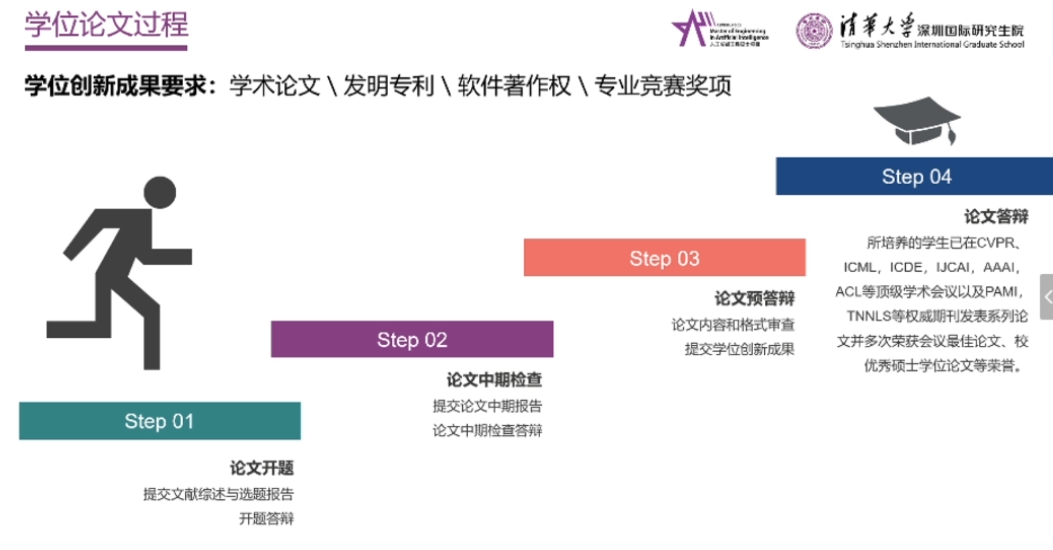 学位论文过程
Master of Engineering
in Artificial Intelligence
清华大学深圳国际研究生院
Tsinghua Shenzhen International Graduate School
学位创新成果要求：学术论文 \ 发明专利 \ 软件著作权 \ 专业竞赛奖项
Step 04
论文答辩
所培养的学生已在CVPR、
ICML，ICDE，IJCAI，AAAI，
ACL等顶级学术会议以及PAMI，
TNNLS等权威期刊发表系列论
文并多次荣获会议最佳论文、校
优秀硕士学位论文等荣誉。
Step 03
论文预答辩
论文内容和格式审查
提交学位创新成果
Step 02
论文中期检查
提交论文中期报告
论文中期检查答辩
Step 01
论文开题
提交文献综述与选题报告
开题答辩